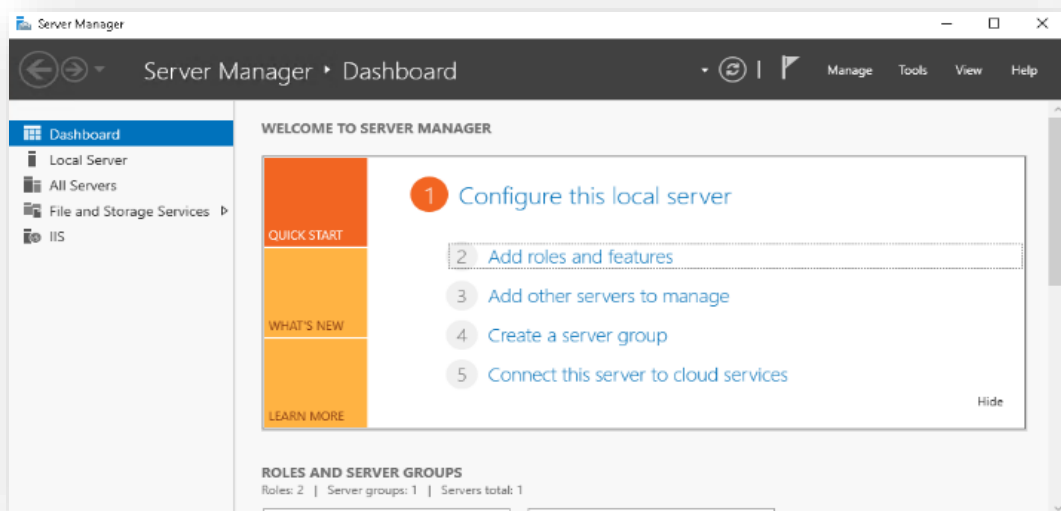 Server Manager
Server Manager ‣ Dashboard
Manage Tools View Help
Dashboard
Local Server
All Servers
File and Storage Services
IIS
WELCOME TO SERVER MANAGER
QUICK START
WHAT'S NEW
LEARN MORE
1 Configure this local server
2 Add roles and features
3 Add other servers to manage
4 Create a server group
5 Connect this server to cloud services
Hide
ROLES AND SERVER GROUPS
Roles: 2 | Server groups: 1 | Servers total: 1